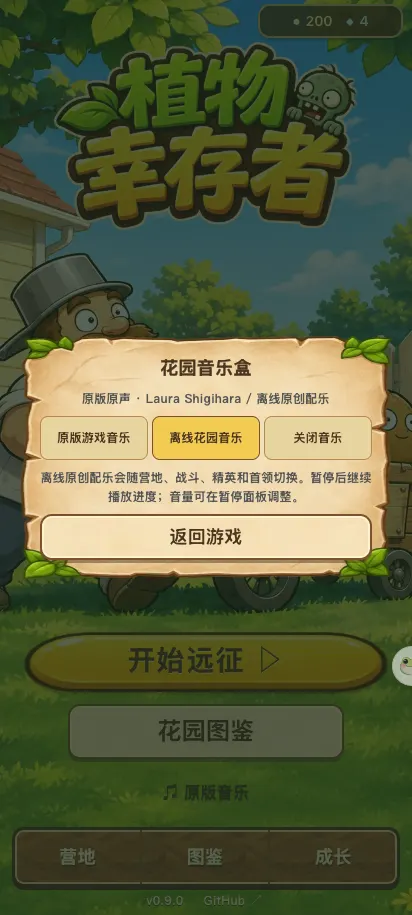 200 4
植物
幸存者
花园音乐盒
原版原声 · Laura Shigihara / 离线原创配乐
原版游戏音乐 离线花园音乐 关闭音乐
离线原创配乐会随营地、战斗、精英和首领切换。暂停后继续
播放进度；音量可在暂停面板调整。
返回游戏
开始远征 ▷
花园图鉴
♫ 原版音乐
营地 图鉴 成长
v0.9.0 GitHub ↗